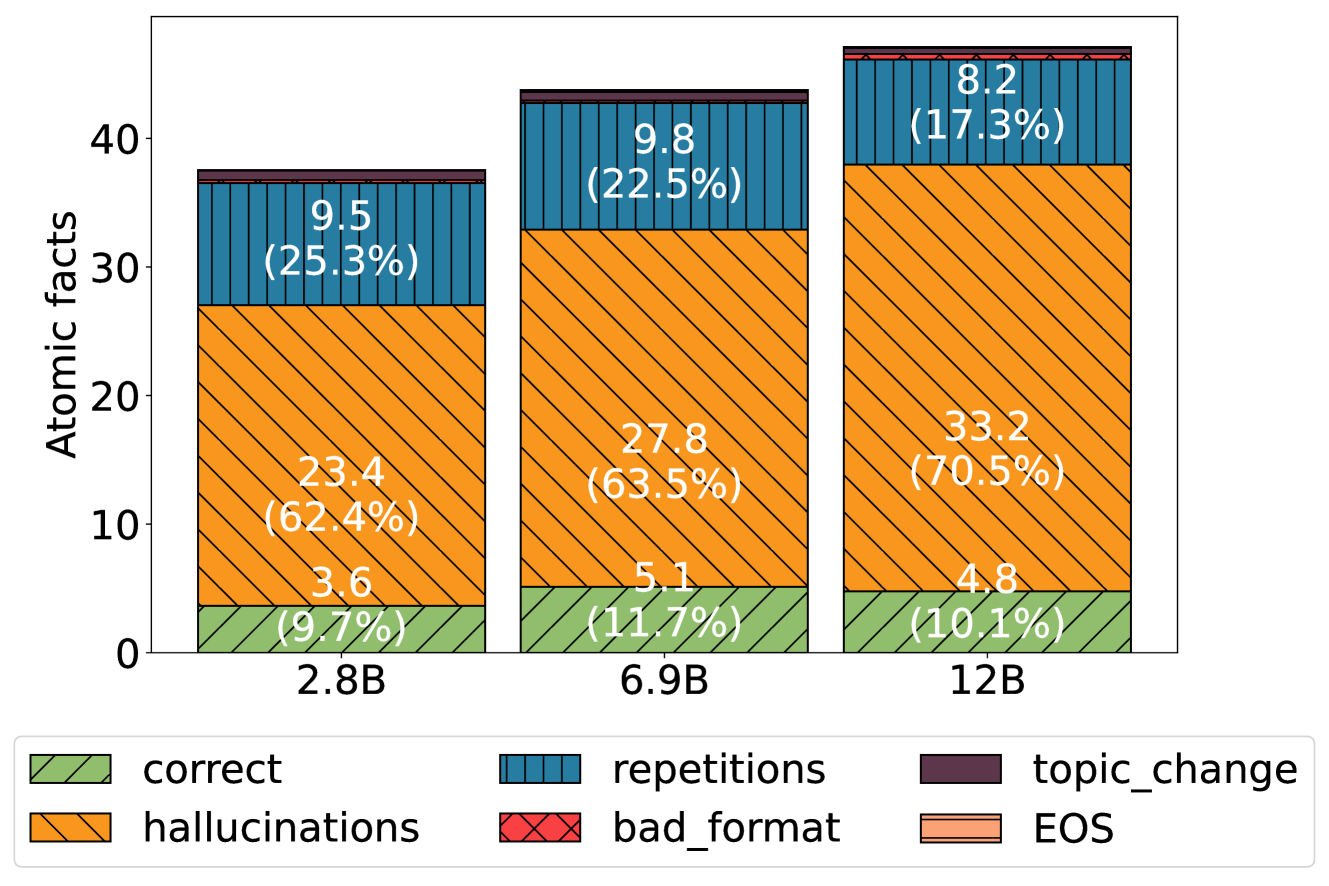 Atomic facts
40
30
20
10
0
9.5
(25.3%)
23.4
(62.4%)
3.6
(9.7%)
9.8
(22.5%)
27.8
(63.5%)
5.1
(11.7%)
8.2
(17.3%)
33.2
(70.5%)
4.8
(10.1%)
2.8B
6.9B
12B
correct
hallucinations
repetitions
bad_format
topic_change
EOS